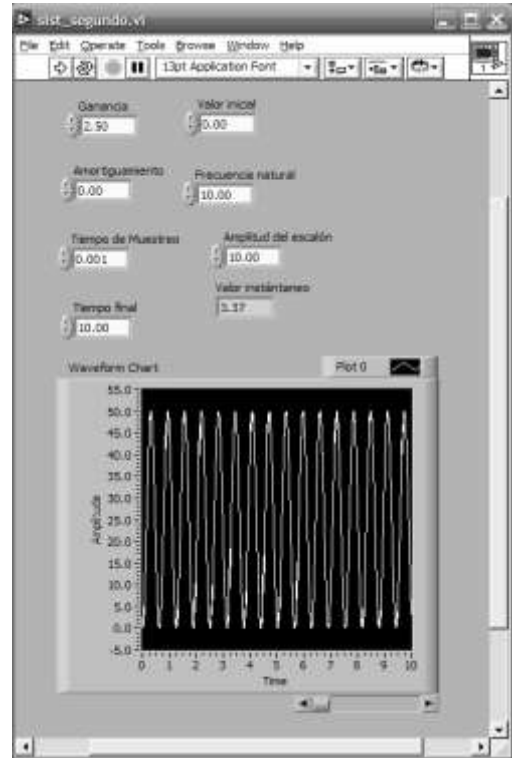 sist_segundo.vi
File Edit Operate Tools Browse Window Help
13pt Application Font
1
Ganancia
2.50
Valor inicial
0.00
Amortiguamiento
0.00
Frecuencia natural
10.00
Tiempo de Muestreo
0.001
Amplitud del escalón
10.00
Valor instántaneo
3.37
Tiempo final
10.00
Waveform Chart
Plot 0
55.0
50.0
45.0
40.0
35.0
30.0
25.0
20.0
15.0
10.0
5.0
0.0
-5.0
Amplitude
0 1 2 3 4 5 6 7 8 9 10
Time